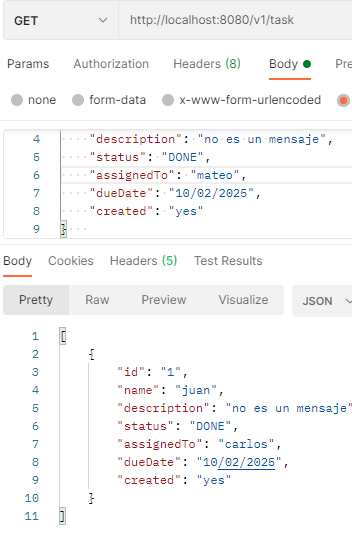 GET http://localhost:8080/v1/task
Params Authorization Headers (8) Body Pre
none form-data x-www-form-urlencoded
4 "description": "no es un mensaje",
5 "status": "DONE",
6 "assignedTo": "mateo",
7 "dueDate": "10/02/2025",
8 "created": "yes"
9 }
Body Cookies Headers (5) Test Results
Pretty Raw Preview Visualize JSON
1 [
2 {
3 "id": "1",
4 "name": "juan",
5 "description": "no es un mensaje"
6 "status": "DONE",
7 "assignedTo": "carlos",
8 "dueDate": "10/02/2025",
9 "created": "yes"
10 }
11 ]